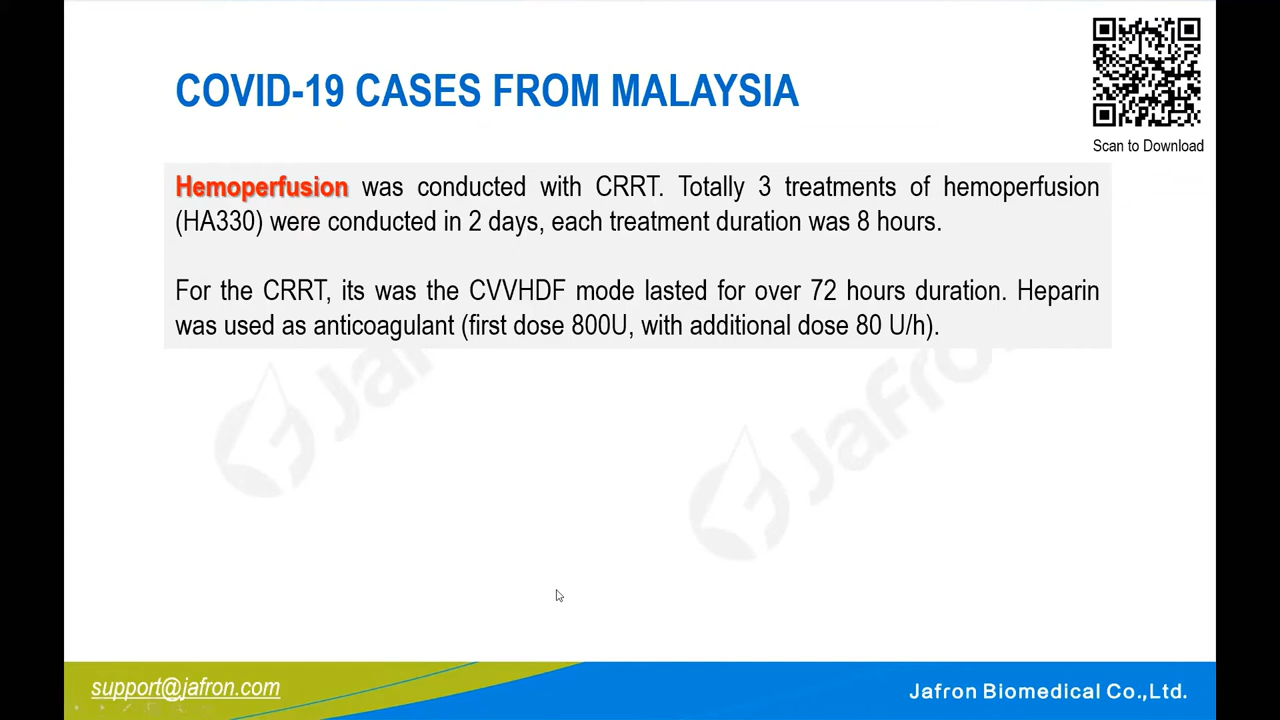 COVID-19 CASES FROM MALAYSIA
Scan to Download
Hemoperfusion was conducted with CRRT. Totally 3 treatments of hemoperfusion
(HA330) were conducted in 2 days, each treatment duration was 8 hours.
For the CRRT, its was the CVVHDF mode lasted for over 72 hours duration. Heparin
was used as anticoagulant (first dose 800U, with additional dose 80 U/h).
Jafron
support@jafron.com
Jafron Biomedical Co.,Ltd.